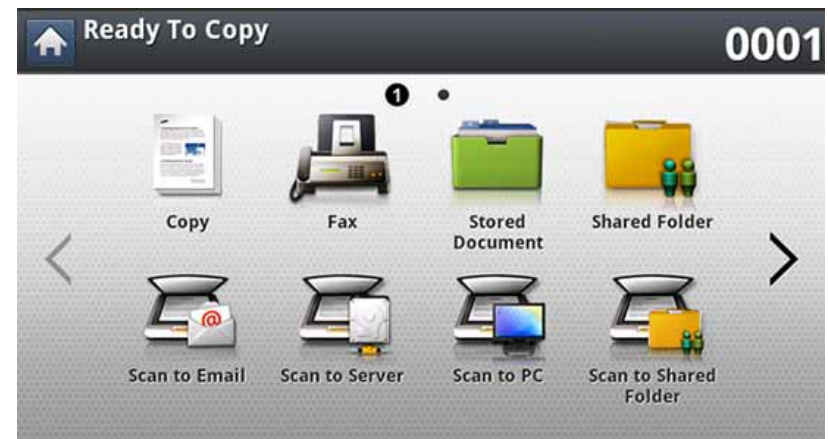 Ready To Copy
0001
1
Copy
Fax
Stored
Document
Shared Folder
Scan to Email
Scan to Server
Scan to PC
Scan to Shared
Folder